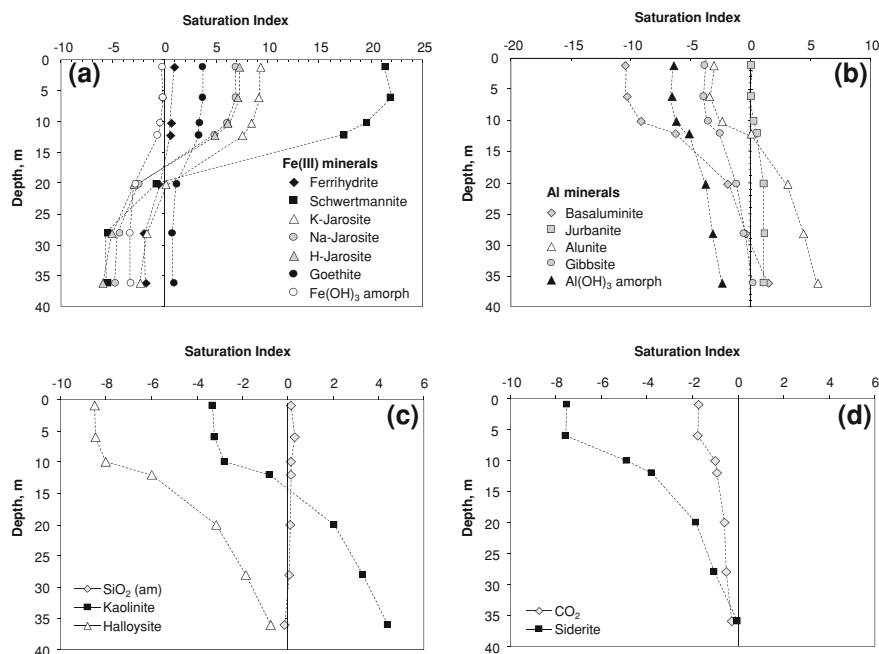 Saturation Index
-10 -5 0 5 10 15 20 25
0
5
10
15
20
25
30
35
40
Depth, m
(a)
Fe(III) minerals
Ferrihydrite
Schwertmannite
K-Jarosite
Na-Jarosite
H-Jarosite
Goethite
Fe(OH)3 amorph
Saturation Index
-20 -15 -10 -5 0 5 10
0
5
10
15
20
25
30
35
40
Depth, m
(b)
Al minerals
Basaluminite
Jurbanite
Alunite
Gibbsite
Al(OH)3 amorph
Saturation Index
-10 -8 -6 -4 -2 0 2 4 6
0
5
10
15
20
25
30
35
40
Depth, m
(c)
SiO2 (am)
Kaolinite
Halloysite
Saturation Index
-10 -8 -6 -4 -2 0 2 4 6
0
5
10
15
20
25
30
35
40
Depth, m
(d)
CO2
Siderite